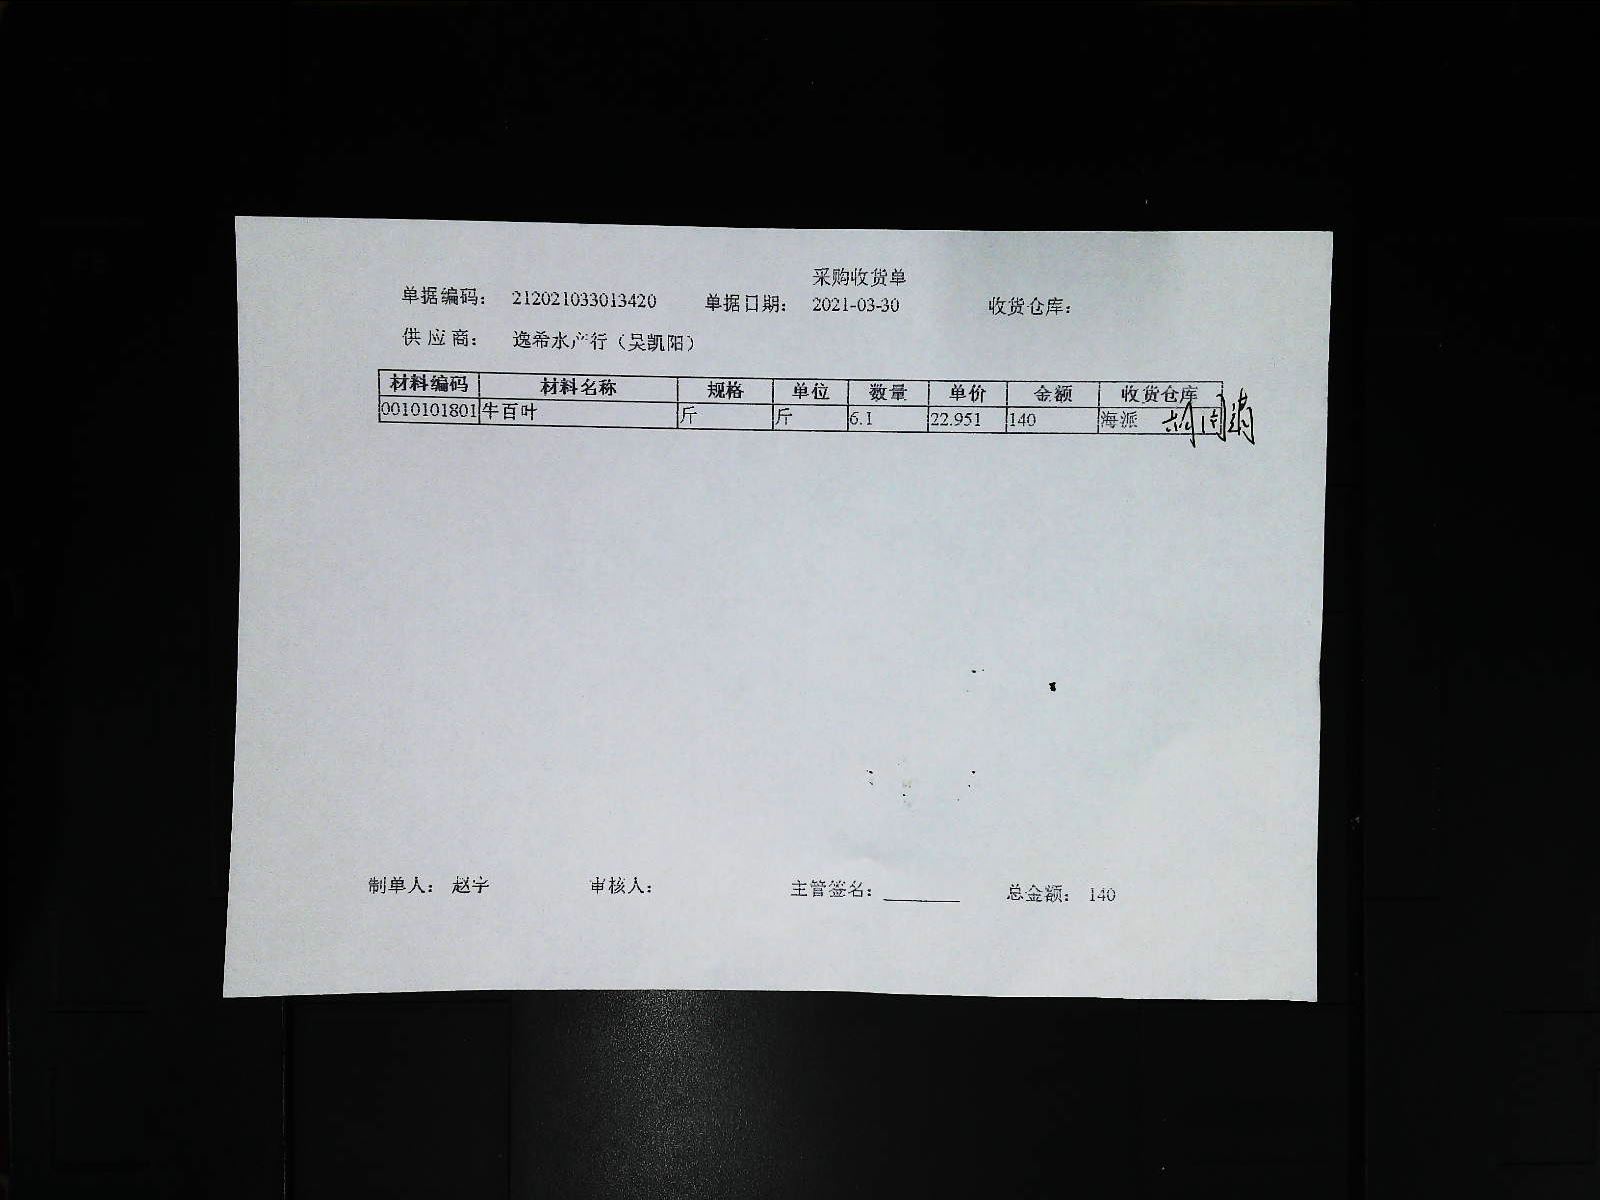 采购收货单
单据编码： 212021033013420 单据日期： 2021-03-30 收货仓库：
供 应 商： 逸希水产行（吴凯阳）
材料编码 材料名称 规格 单位 数量 单价 金额 收货仓库
0010101801 牛百叶 斤 斤 6.1 22.951 140 海派
制单人： 赵宇 审核人： 主管签名： 总金额： 140